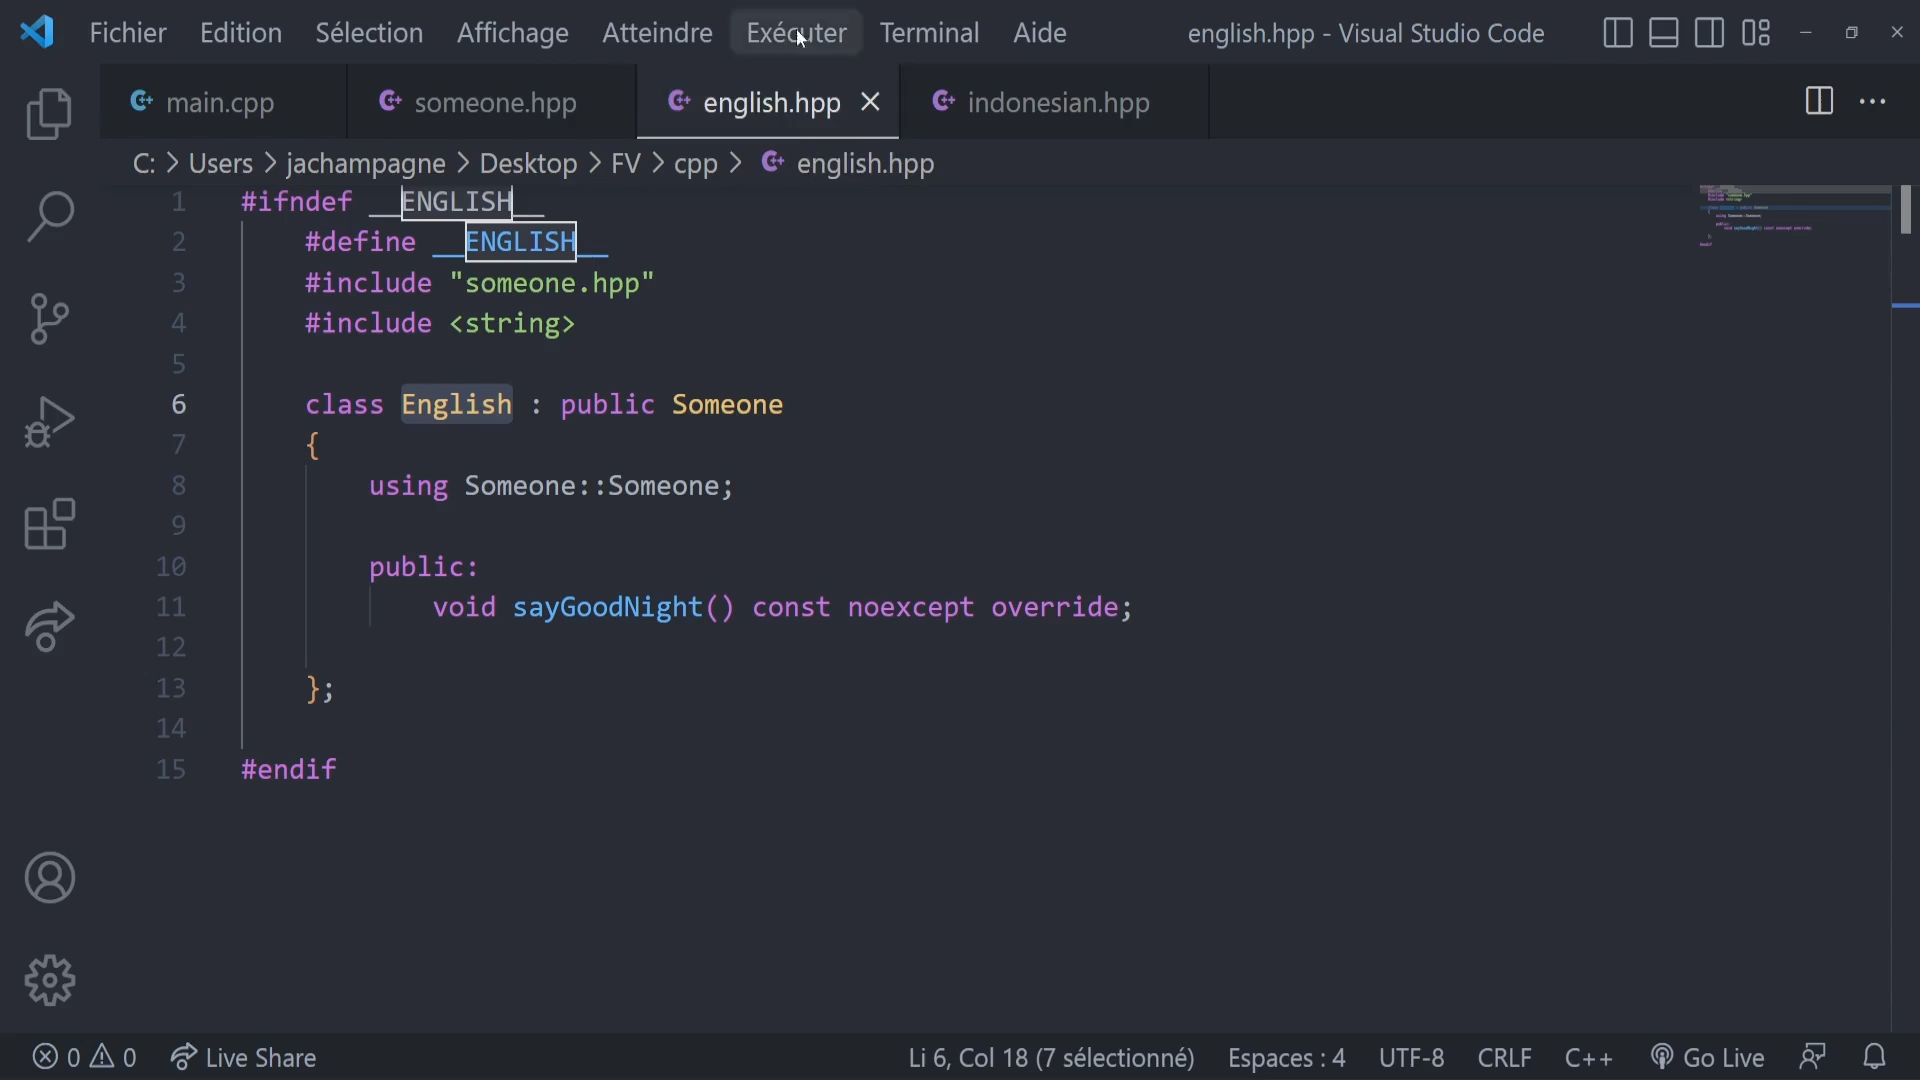 Fichier Edition Sélection Affichage Atteindre Exécuter Terminal Aide english.hpp - Visual Studio Code
main.cpp someone.hpp english.hpp indonesian.hpp
C: > Users > jachampagne > Desktop > FV > cpp > english.hpp
1 #ifndef __ENGLISH__
2 #define __ENGLISH__
3 #include "someone.hpp"
4 #include <string>
5
6 class English : public Someone
7 {
8 using Someone::Someone;
9
10 public:
11 void sayGoodNight() const noexcept override;
12
13 };
14
15 #endif
0 0 Live Share Li 6, Col 18 (7 sélectionné) Espaces : 4 UTF-8 CRLF C++ Go Live